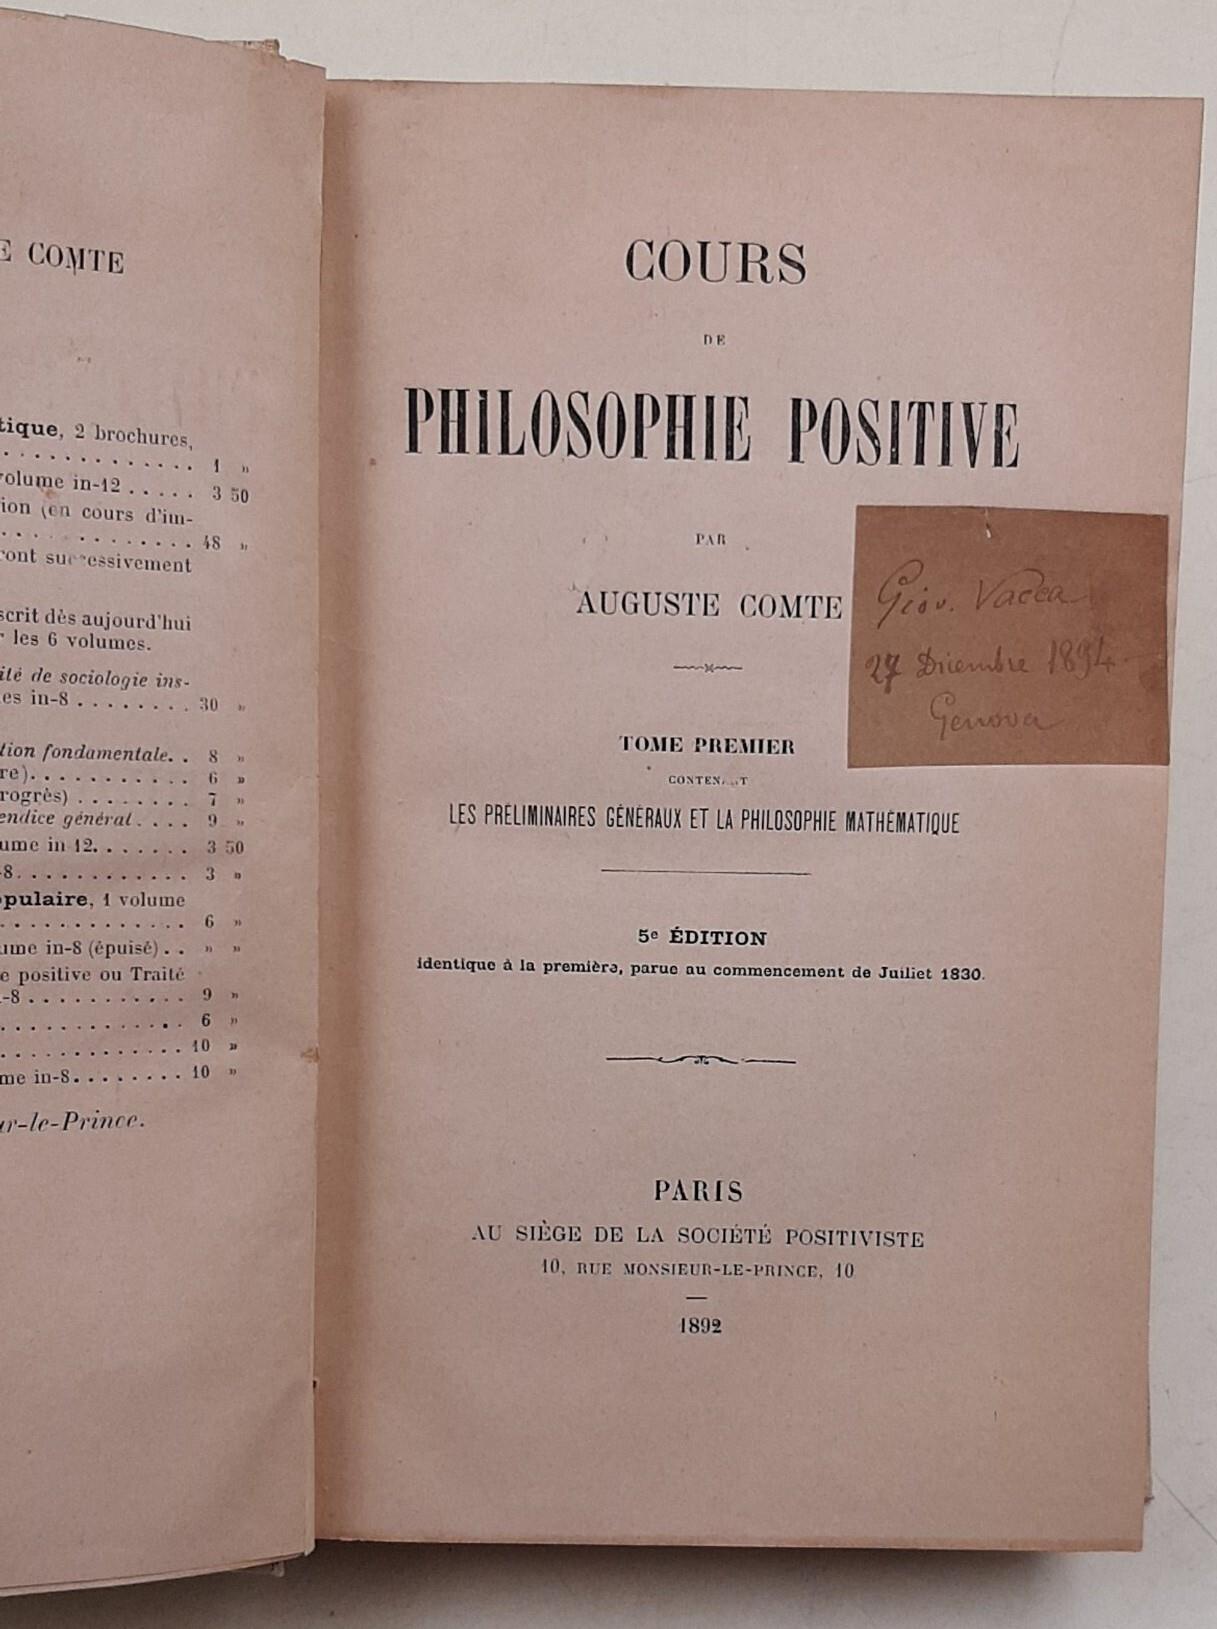 E COMTE
tique, 2 brochures,
. . . . . . . . . . . . . 1 »
volume in-12 . . . . . 3 50
ion (en cours d'im-
. . . . . . . . . . . . . 48 »
ront successivement
scrit dès aujourd'hui
r les 6 volumes.
ité de sociologie ins-
es in-8 . . . . . . . . 30 »
tion fondamentale. . 8 »
re). . . . . . . . . . . 6 »
rogrès) . . . . . . . . 7 »
endice général . . . . 9 »
ume in 12. . . . . . . 3 50
-8. . . . . . . . . . . . 3 »
opulaire, 1 volume
. . . . . . . . . . . . . 6 »
ume in-8 (épuisé) . . » »
e positive ou Traité
-8 . . . . . . . . . . . 9 »
. . . . . . . . . . . . . 6 »
. . . . . . . . . . . . . 10 »
me in-8. . . . . . . . 10 »
ur-le-Prince.
COURS
DE
PHILOSOPHIE POSITIVE
PAR
AUGUSTE COMTE
Giov. Vacca
27 Dicembre 1894
Genova
TOME PREMIER
LES PRÉLIMINAIRES GÉNÉRAUX ET LA PHILOSOPHIE MATHÉMATIQUE
5e ÉDITION
identique à la première, parue au commencement de Juillet 1830.
PARIS
AU SIÈGE DE LA SOCIÉTÉ POSITIVISTE
10, RUE MONSIEUR-LE-PRINCE, 10
1892